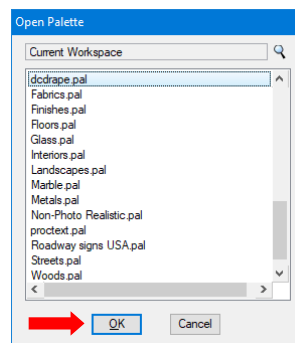 Open Palette
Current Workspace
dcdrape.pal
Fabrics.pal
Finishes.pal
Floors.pal
Glass.pal
Interiors.pal
Landscapes.pal
Marble.pal
Metals.pal
Non-Photo Realistic.pal
proctext.pal
Roadway signs USA.pal
Streets.pal
Woods.pal
OK Cancel